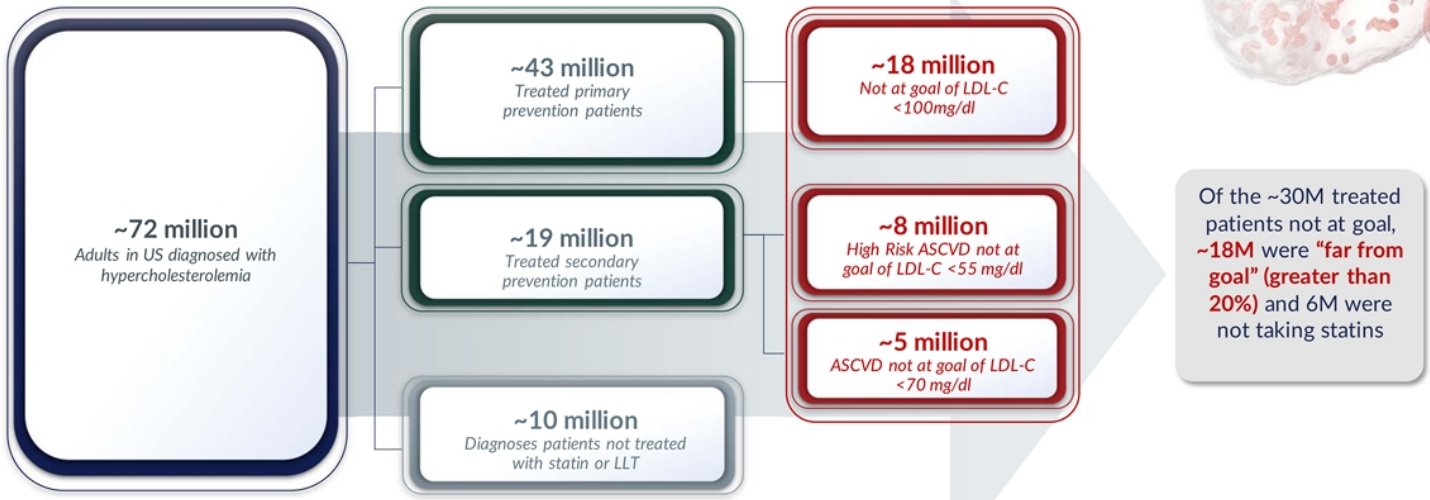 ~72 million
Adults in US diagnosed with
hypercholesterolemia
~43 million
Treated primary
prevention patients
~19 million
Treated secondary
prevention patients
~10 million
Diagnoses patients not treated
with statin or LLT
~18 million
Not at goal of LDL-C
<100mg/dl
~8 million
High Risk ASCVD not at
goal of LDL-C <55 mg/dl
~5 million
ASCVD not at goal of LDL-C
<70 mg/dl
Of the ~30M treated
patients not at goal,
~18M were “far from
goal” (greater than
20%) and 6M were
not taking statins